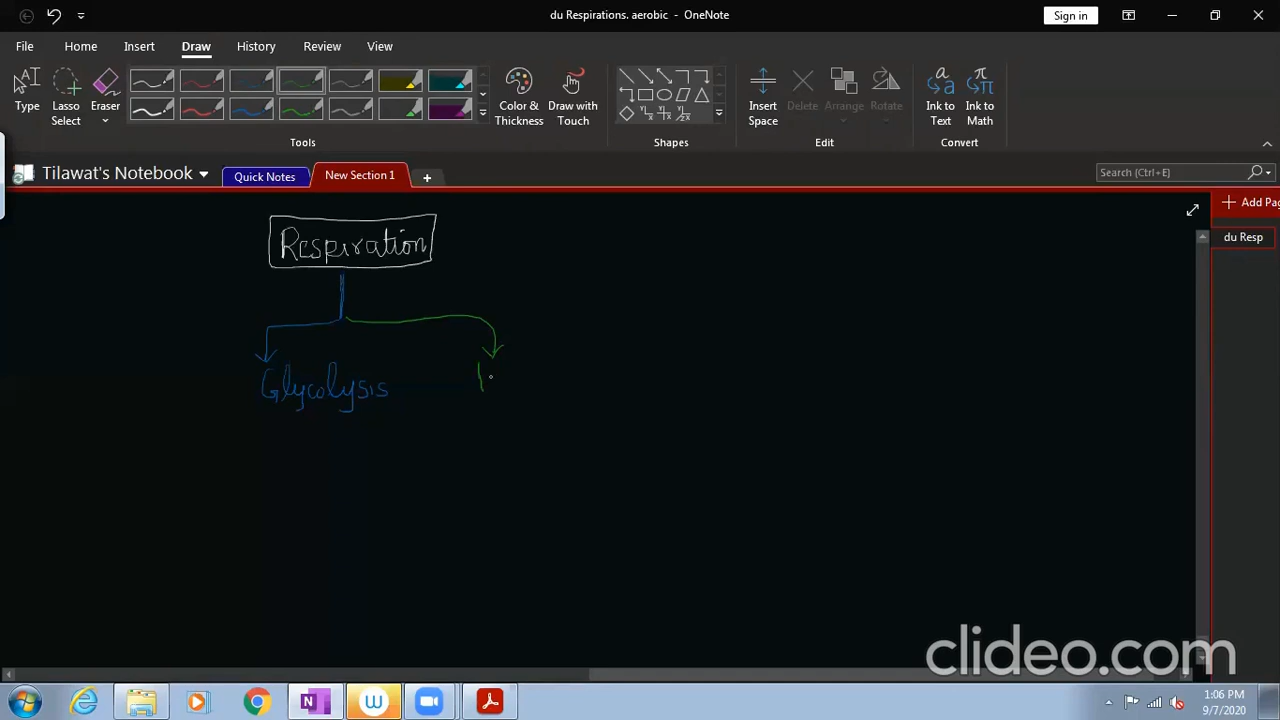 du Respirations. aerobic - OneNote
Sign in
File Home Insert Draw History Review View
Type Lasso Select Eraser Color & Thickness Draw with Touch Insert Space Delete Arrange Rotate Ink to Text Ink to Math
Tools Shapes Edit Convert
Tilawat's Notebook Quick Notes New Section 1 Search (Ctrl+E)
Add Pag
du Resp
Respiration
Glycolysis
clideo.com
1:06 PM
9/7/2020